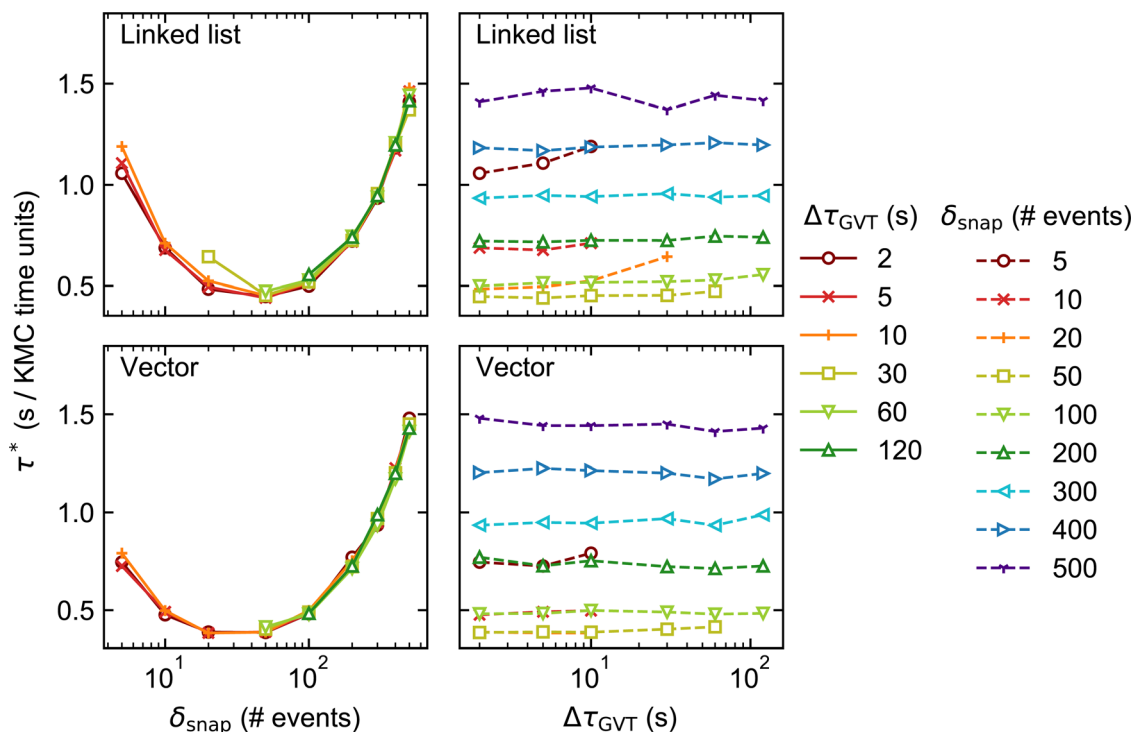 Linked list
Linked list
1.5
1.0
0.5
Vector
Vector
1.5
1.0
0.5
10¹
10²
10¹
10²
δsnap (# events)
ΔτGVT (s)
τ* (s / KMC time units)
ΔτGVT (s)
2
5
10
30
60
120
δsnap (# events)
5
10
20
50
100
200
300
400
500